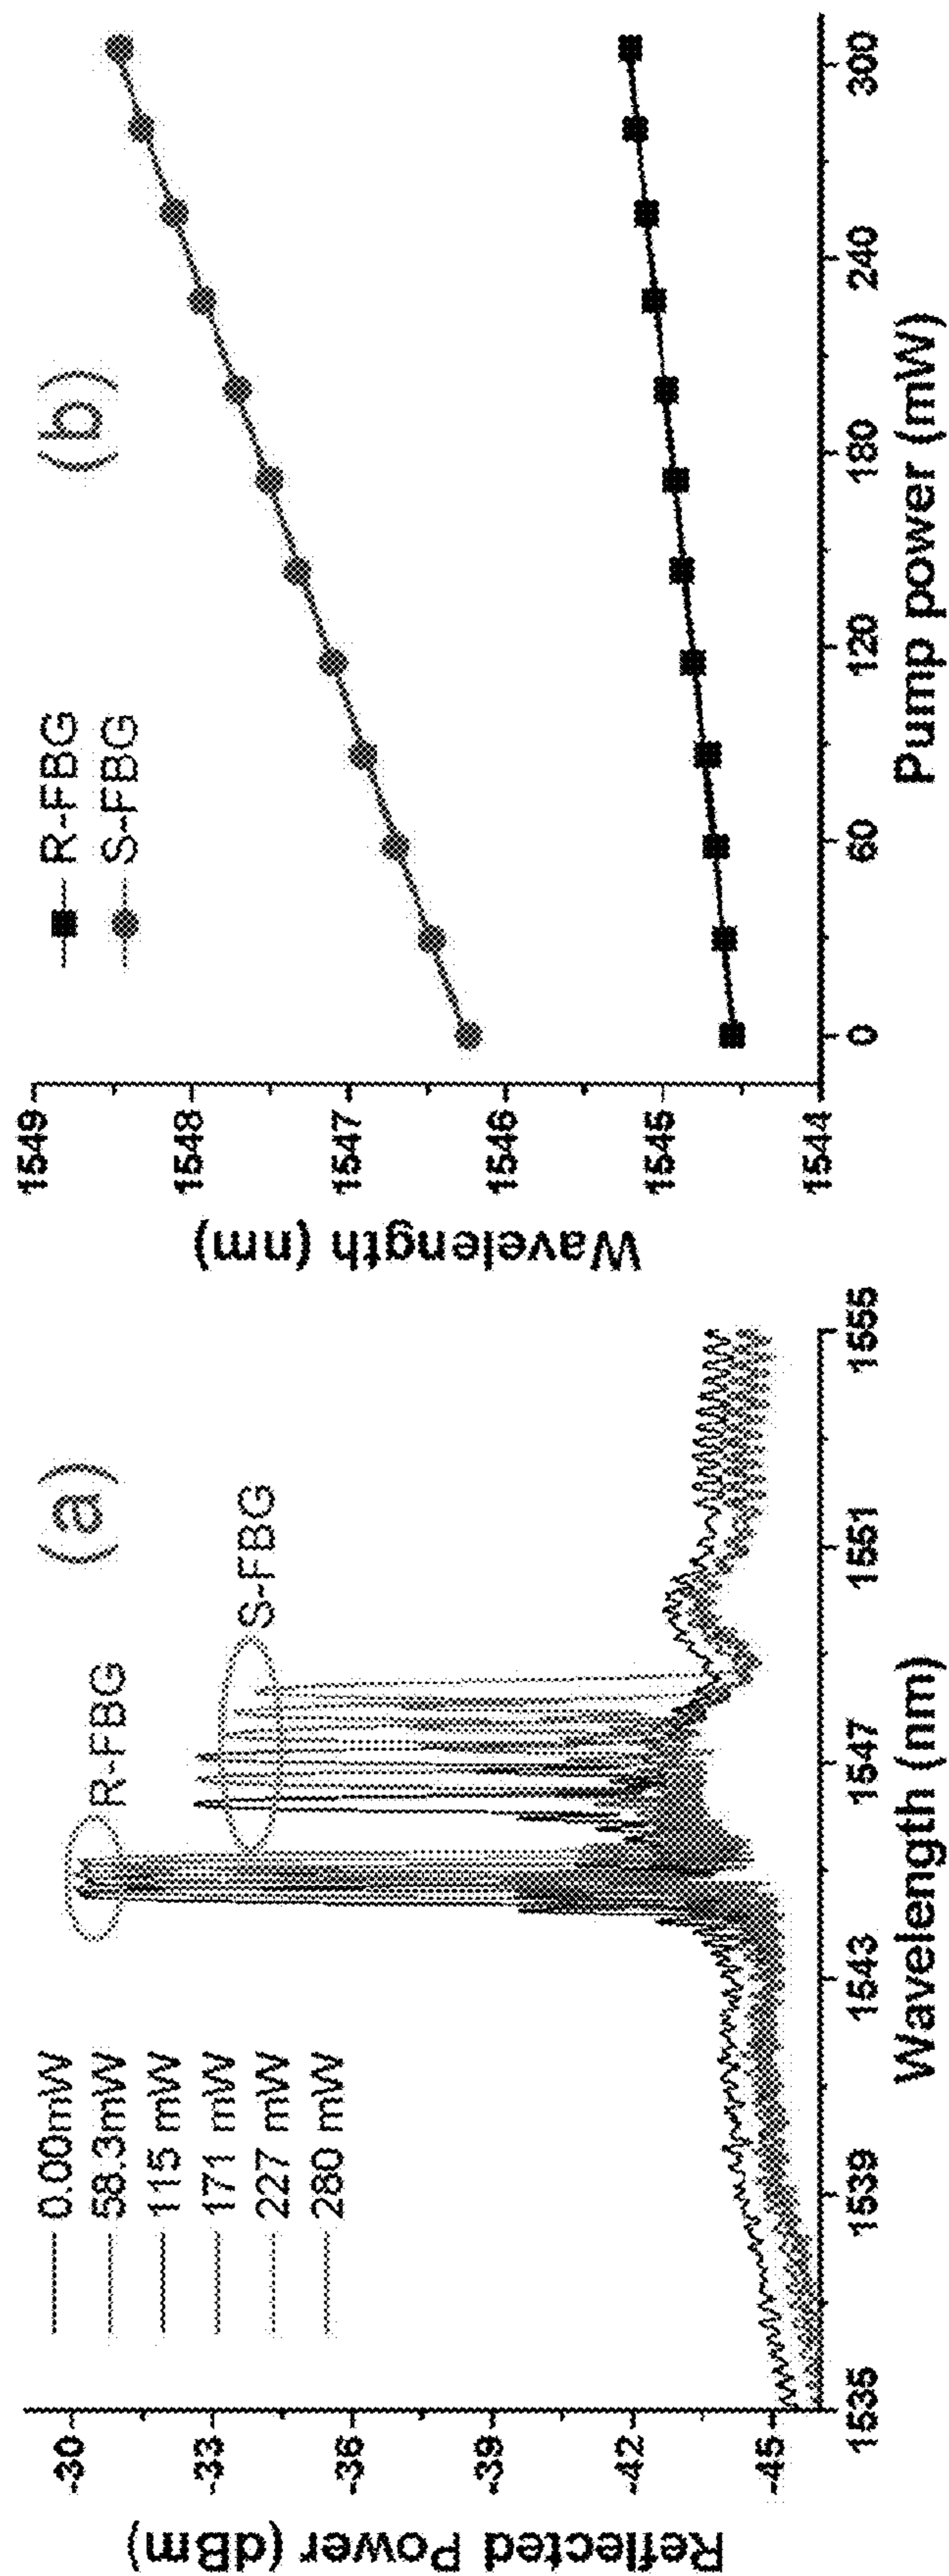 (a)
0.00mW
58.3mW
115 mW
171 mW
227 mW
280 mW
R-FBG
S-FBG
-30
-33
-36
-39
-42
-45
Reflected Power (dBm)
1535
1539
1543
1547
1551
1555
Wavelength (nm)
(b)
R-FBG
S-FBG
1549
1548
1547
1546
1545
1544
Wavelength (nm)
0
60
120
180
240
300
Pump power (mW)